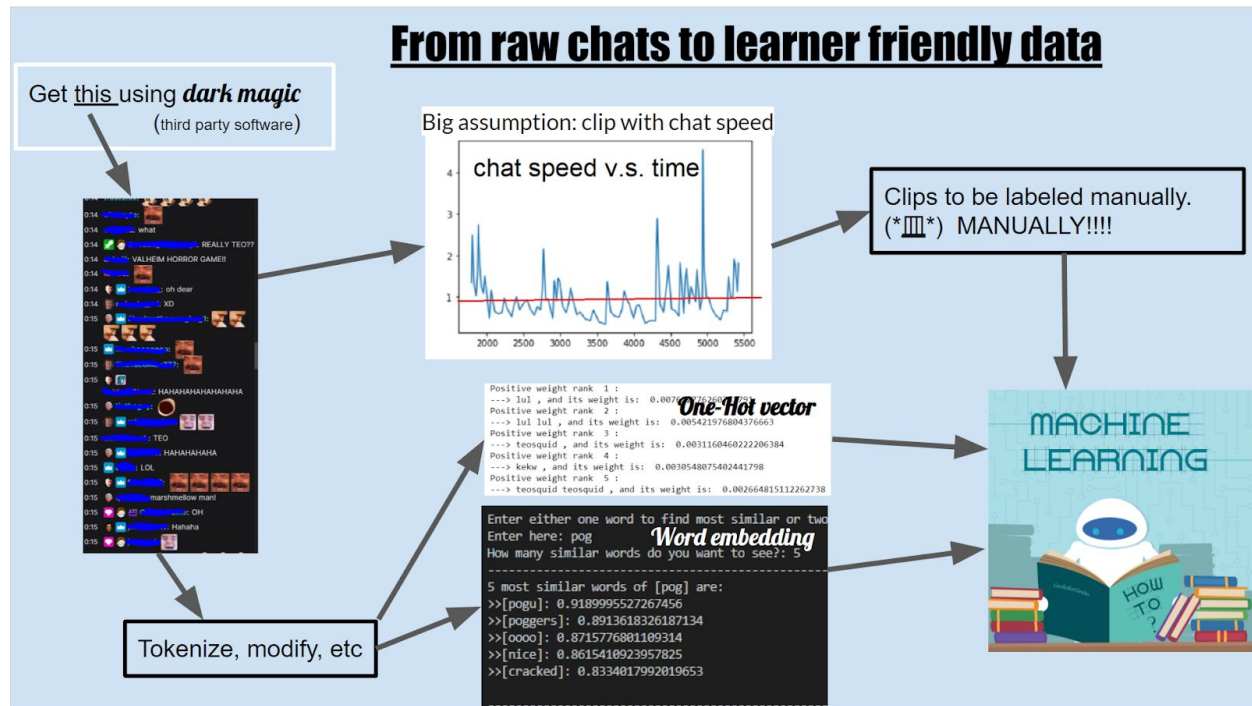 From raw chats to learner friendly data
Get this using dark magic
(third party software)
Big assumption: clip with chat speed
chat speed v.s. time
4
3
2
1
2000 2500 3000 3500 4000 4500 5000 5500
Clips to be labeled manually.
(*皿*) MANUALLY!!!!
0:14
0:14 what
0:14 REALLY TEO??
0:14 VALHEIM HORROR GAME!!
0:14
0:14 : oh dear
0:14 : XD
0:15
0:15
0:15
0:15
: HAHAHAHAHAHAHAHA
0:15
0:15
0:15 : TEO
0:15 : HAHAHAHAHA
0:15 : LOL
0:15
0:15 marshmellow man!
0:15 : OH
0:15 : Hahaha
0:15
Tokenize, modify, etc
One-Hot vector
Positive weight rank 1 :
---> lul , and its weight is:
Positive weight rank 2 :
---> lul lul , and its weight is: 0.005421976804376663
Positive weight rank 3 :
---> teosquid , and its weight is: 0.0031160460222206384
Positive weight rank 4 :
---> kekw , and its weight is: 0.0030548075402441798
Positive weight rank 5 :
---> teosquid teosquid , and its weight is: 0.002664815112262738
Word embedding
Enter either one word to find most similar or two
Enter here: pog
How many similar words do you want to see?: 5
5 most similar words of [pog] are:
>>[pogu]: 0.9189995527267456
>>[poggers]: 0.8913618326187134
>>[oooo]: 0.8715776801109314
>>[nice]: 0.8615410923957825
>>[cracked]: 0.8334017992019653
MACHINE
LEARNING
GeeksforGeeks
HOW
TO
?